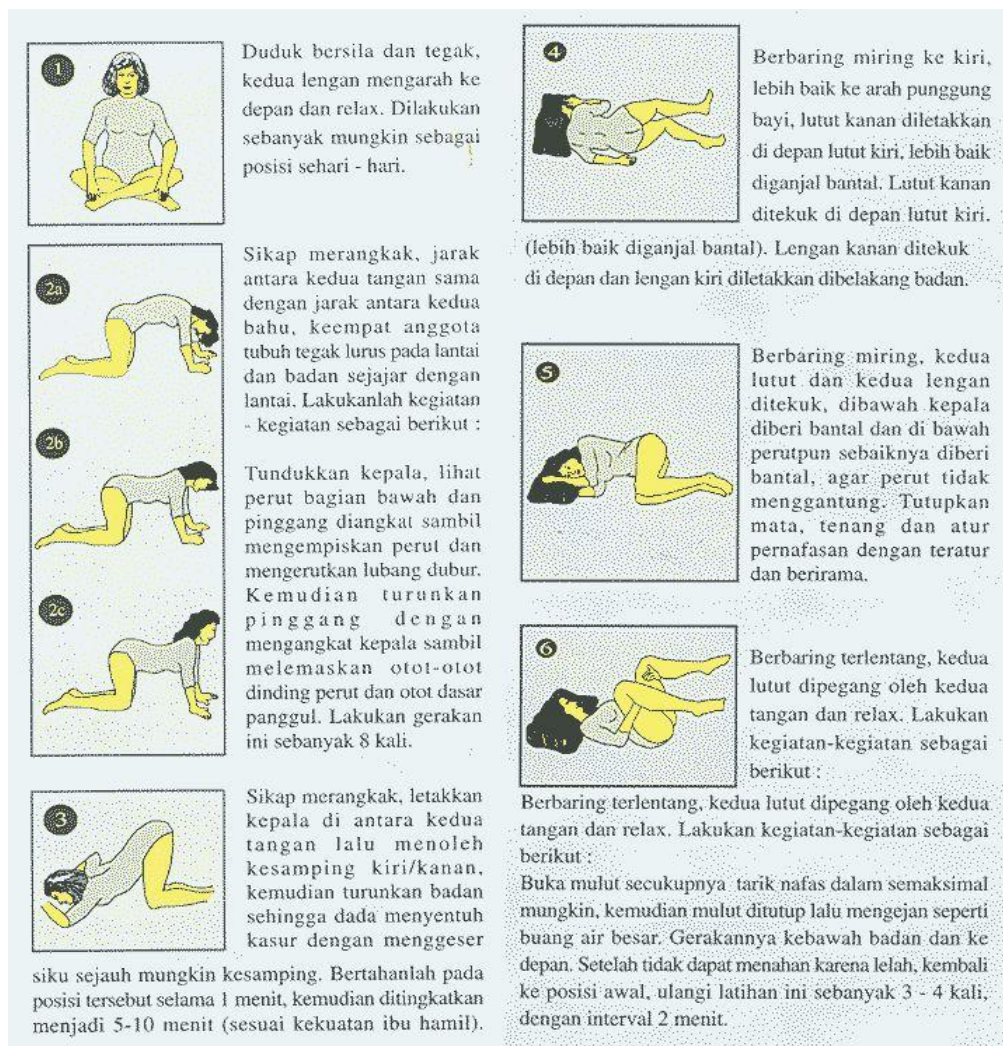 1
Duduk bersila dan tegak,
kedua lengan mengarah ke
depan dan relax. Dilakukan
sebanyak mungkin sebagai
posisi sehari - hari.
2a
Sikap merangkak, jarak
antara kedua tangan sama
dengan jarak antara kedua
bahu, keempat anggota
tubuh tegak lurus pada lantai
dan badan sejajar dengan
lantai. Lakukanlah kegiatan
- kegiatan sebagai berikut :
2b
Tundukkan kepala, lihat
perut bagian bawah dan
pinggang diangkat sambil
mengempiskan perut dan
mengerutkan lubang dubur.
Kemudian turunkan
pinggang dengan
mengangkat kepala sambil
melemaskan otot-otot
dinding perut dan otot dasar
panggul. Lakukan gerakan
ini sebanyak 8 kali.
2c
3
Sikap merangkak, letakkan
kepala di antara kedua
tangan lalu menoleh
kesamping kiri/kanan,
kemudian turunkan badan
sehingga dada menyentuh
kasur dengan menggeser
siku sejauh mungkin kesamping. Bertahanlah pada
posisi tersebut selama 1 menit, kemudian ditingkatkan
menjadi 5-10 menit (sesuai kekuatan ibu hamil).
4
Berbaring miring ke kiri,
lebih baik ke arah punggung
bayi, lutut kanan diletakkan
di depan lutut kiri, lebih baik
diganjal bantal. Lutut kanan
ditekuk di depan lutut kiri.
(lebih baik diganjal bantal). Lengan kanan ditekuk
di depan dan lengan kiri diletakkan dibelakang badan.
5
Berbaring miring, kedua
lutut dan kedua lengan
ditekuk, dibawah kepala
diberi bantal dan di bawah
perutpun sebaiknya diberi
bantal, agar perut tidak
menggantung. Tutupkan
mata, tenang dan atur
pernafasan dengan teratur
dan berirama.
6
Berbaring terlentang, kedua
lutut dipegang oleh kedua
tangan dan relax. Lakukan
kegiatan-kegiatan sebagai
berikut :
Berbaring terlentang, kedua lutut dipegang oleh kedua
tangan dan relax. Lakukan kegiatan-kegiatan sebagai
berikut :
Buka mulut secukupnya tarik nafas dalam semaksimal
mungkin, kemudian mulut ditutup lalu mengejan seperti
buang air besar. Gerakannya kebawah badan dan ke
depan. Setelah tidak dapat menahan karena lelah, kembali
ke posisi awal, ulangi latihan ini sebanyak 3 - 4 kali,
dengan interval 2 menit.